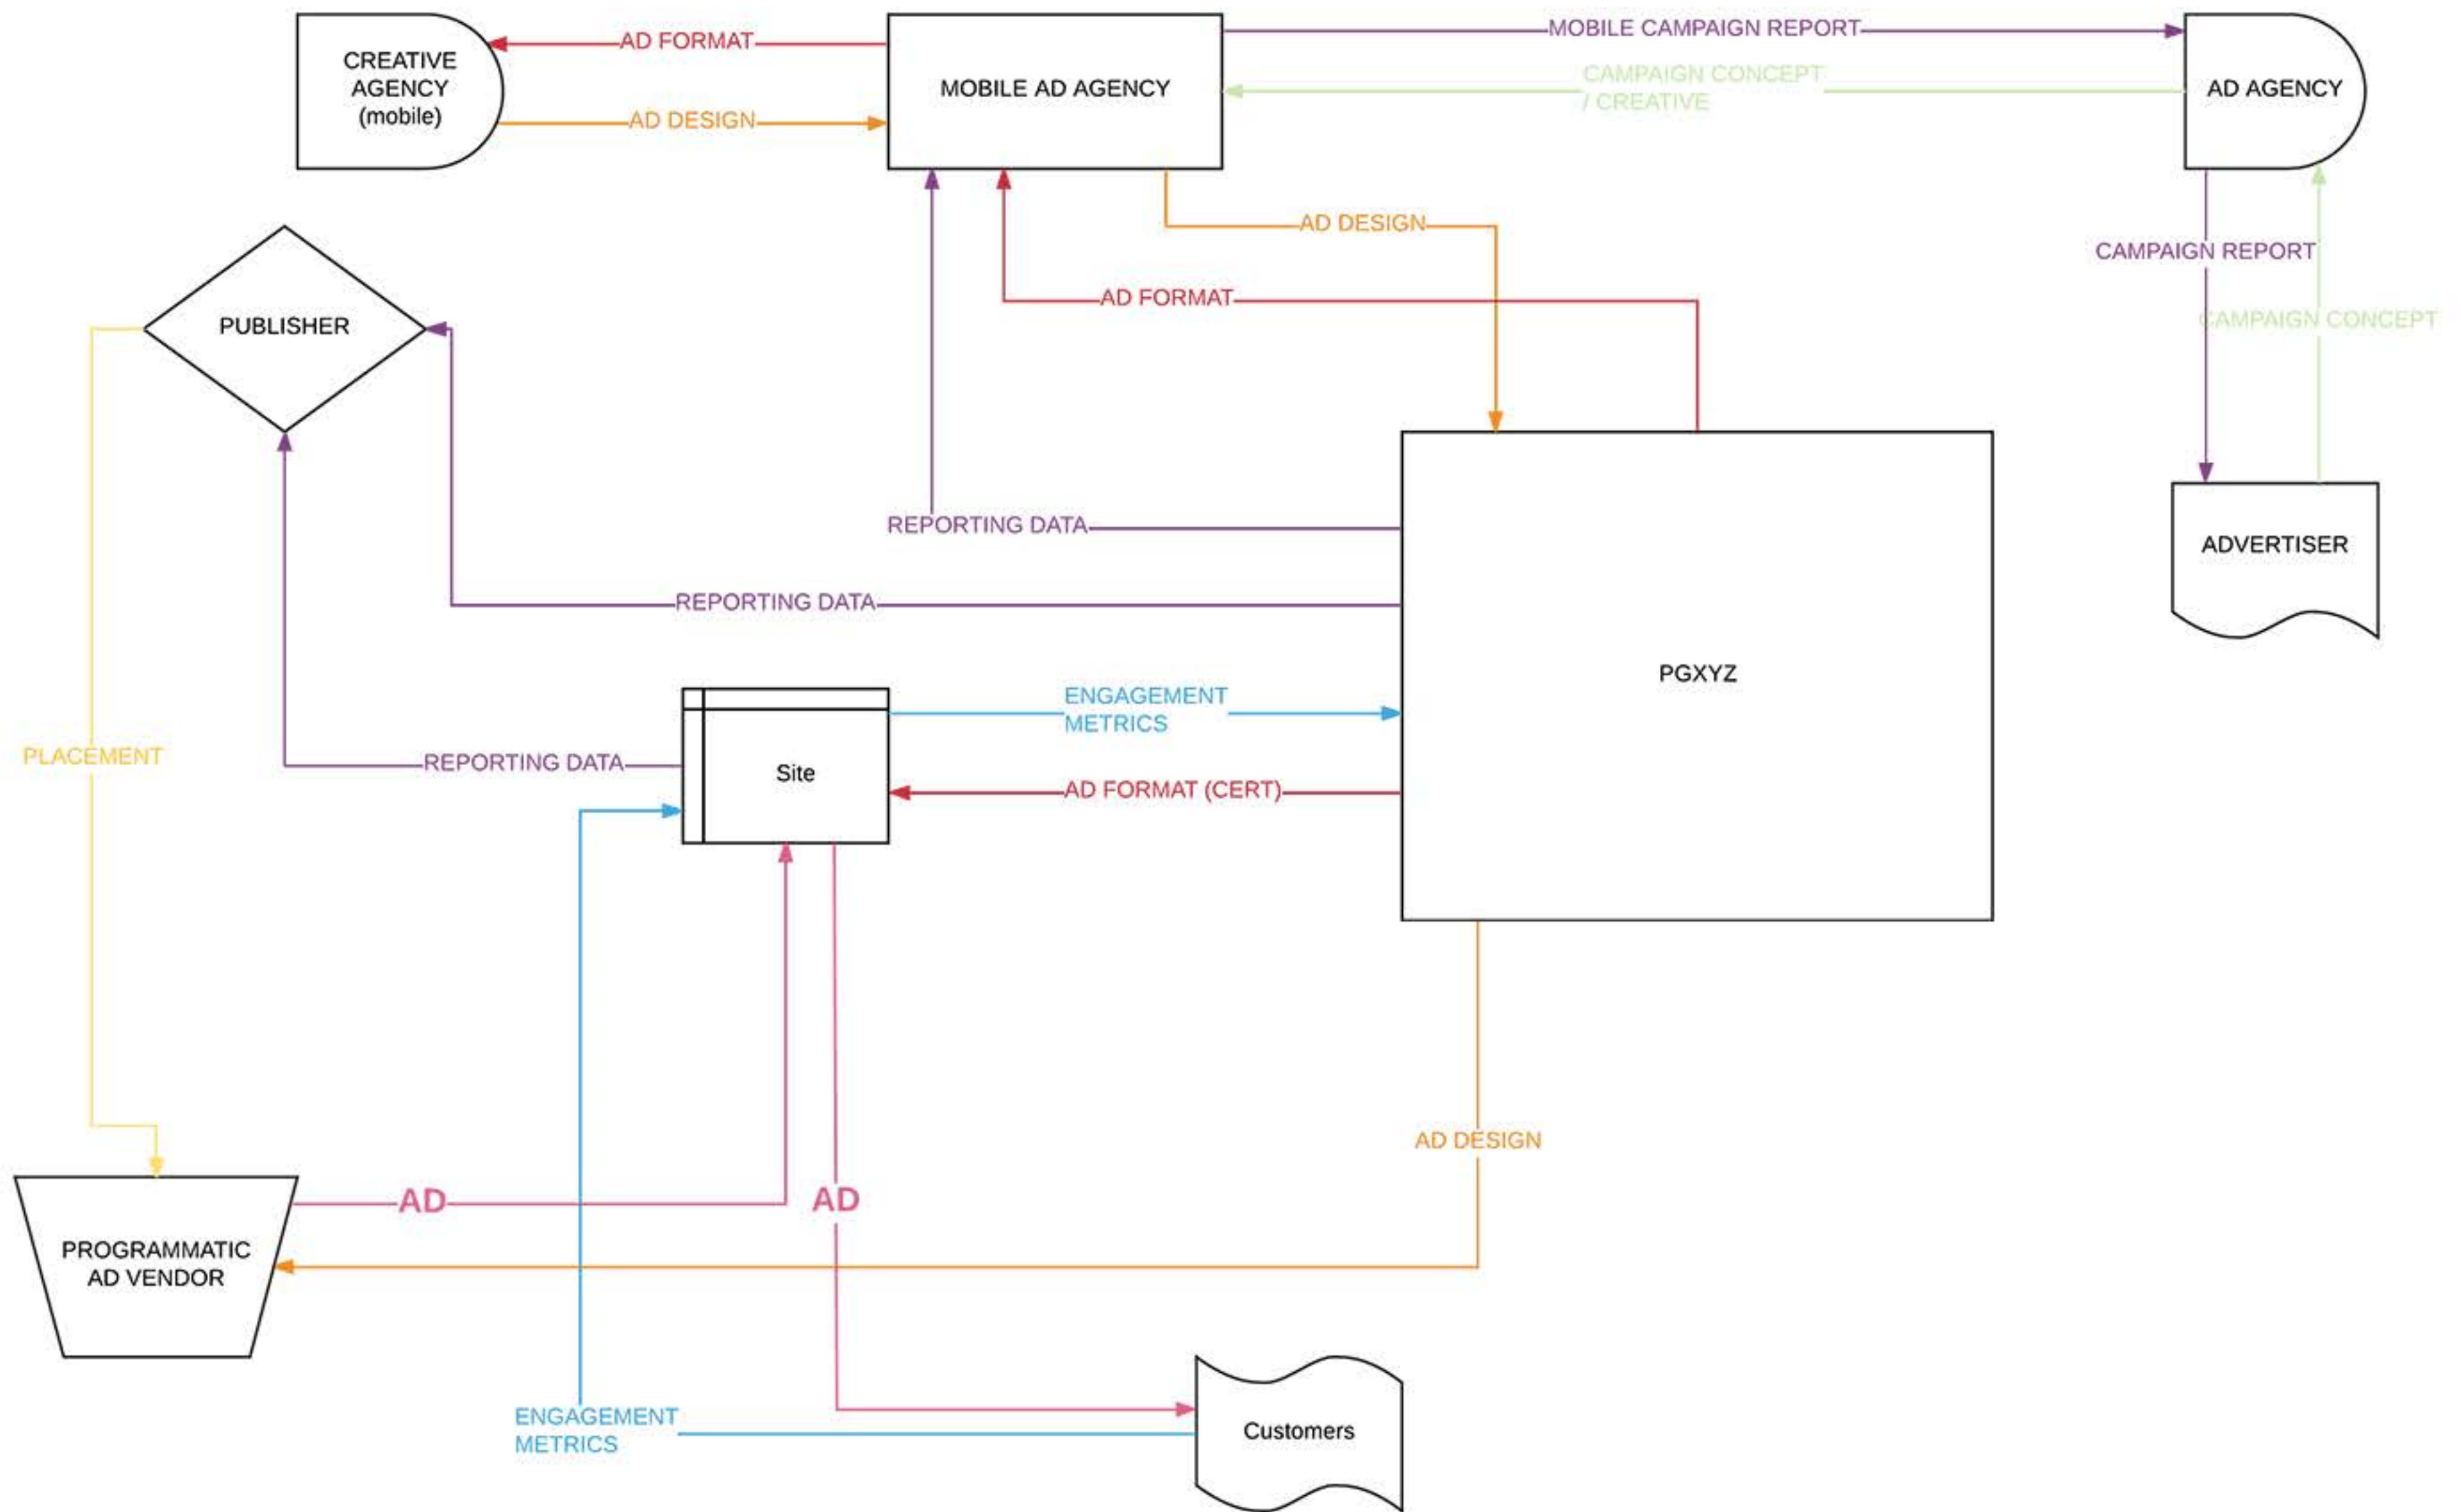 CREATIVE
AGENCY
(mobile)
AD FORMAT
AD DESIGN
MOBILE AD AGENCY
MOBILE CAMPAIGN REPORT
CAMPAIGN CONCEPT
/ CREATIVE
AD AGENCY
AD DESIGN
CAMPAIGN REPORT
AD FORMAT
CAMPAIGN CONCEPT
PUBLISHER
REPORTING DATA
ADVERTISER
REPORTING DATA
PGXYZ
ENGAGEMENT
METRICS
PLACEMENT
REPORTING DATA
Site
AD FORMAT (CERT)
AD DESIGN
AD
AD
PROGRAMMATIC
AD VENDOR
ENGAGEMENT
METRICS
Customers